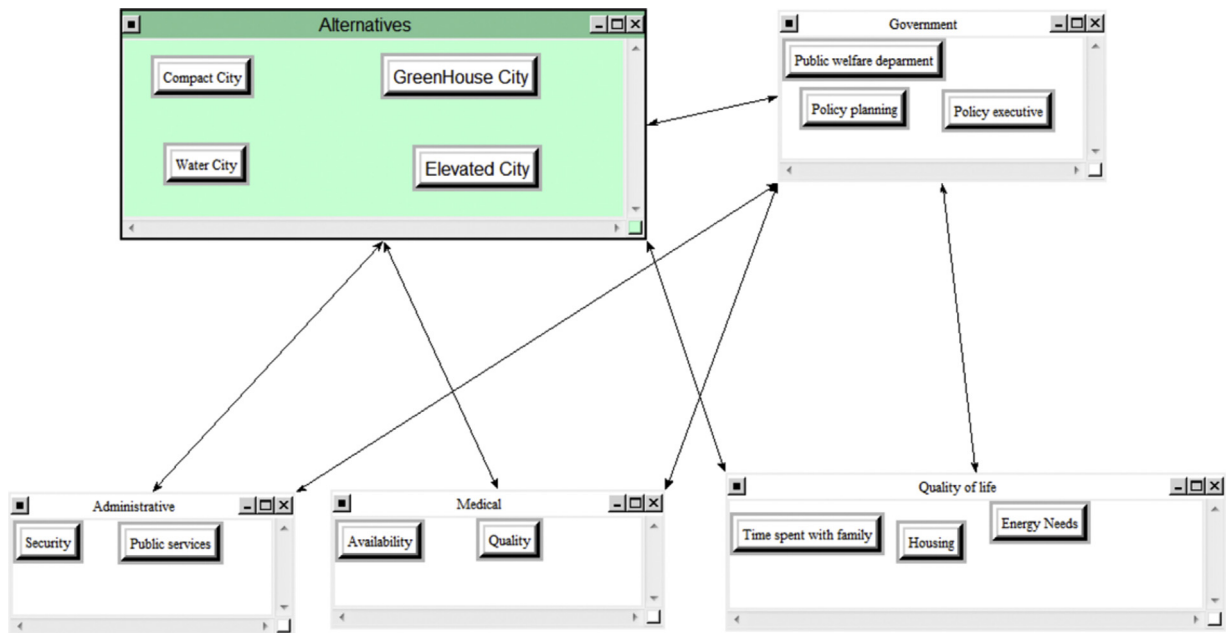 Alternatives
Compact City
GreenHouse City
Water City
Elevated City
Government
Public welfare deparment
Policy planning
Policy executive
Administrative
Security
Public services
Medical
Availability
Quality
Quality of life
Time spent with family
Housing
Energy Needs